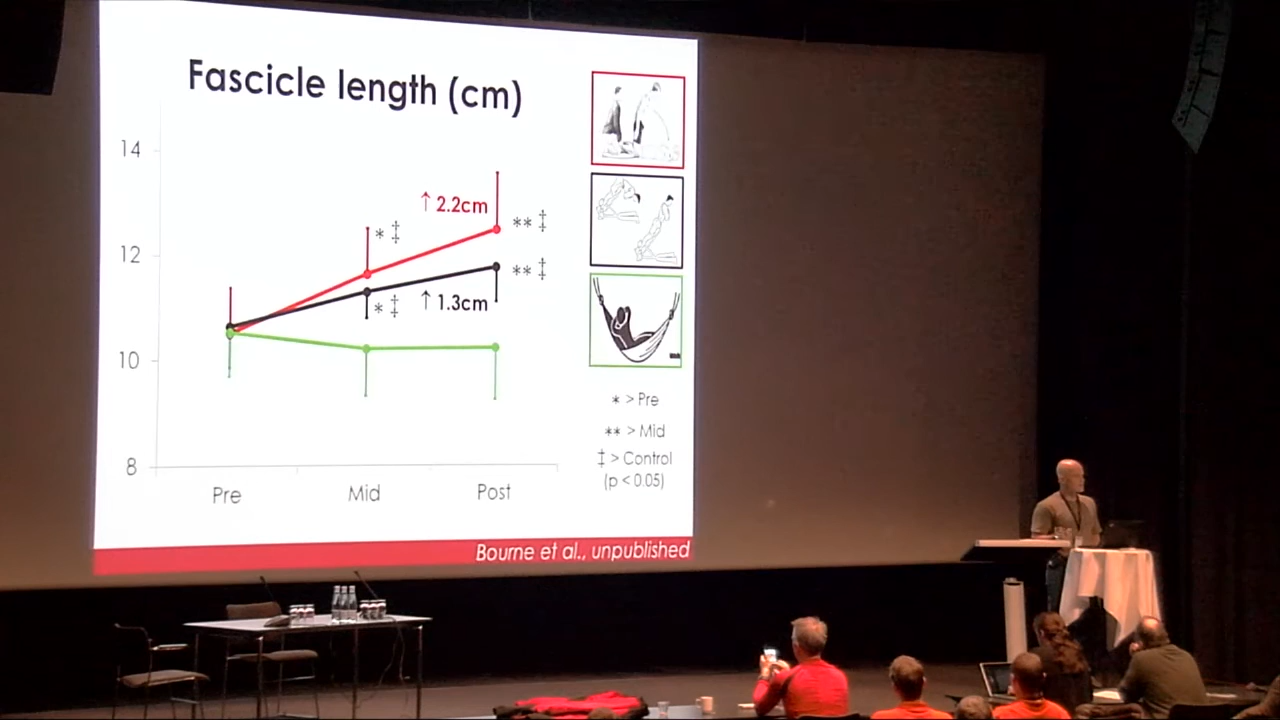 Fascicle length (cm)
14
12
10
8
↑ 2.2cm
* ‡
** ‡
** ‡
* ‡
↑ 1.3cm
Pre
Mid
Post
* > Pre
** > Mid
‡ > Control
(p < 0.05)
Bourne et al., unpublished